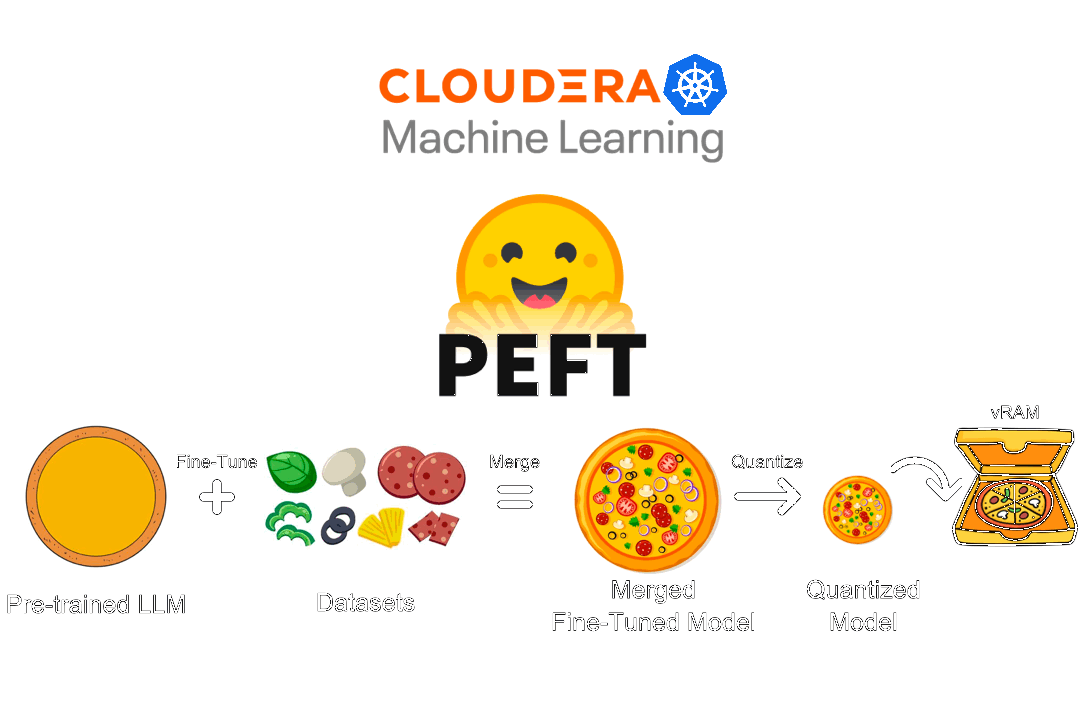 CLOUDERA
Machine Learning
PEFT
vRAM
Fine-Tune
Merge
Quantize
Pre-trained LLM
Datasets
Merged
Fine-Tuned Model
Quantized
Model